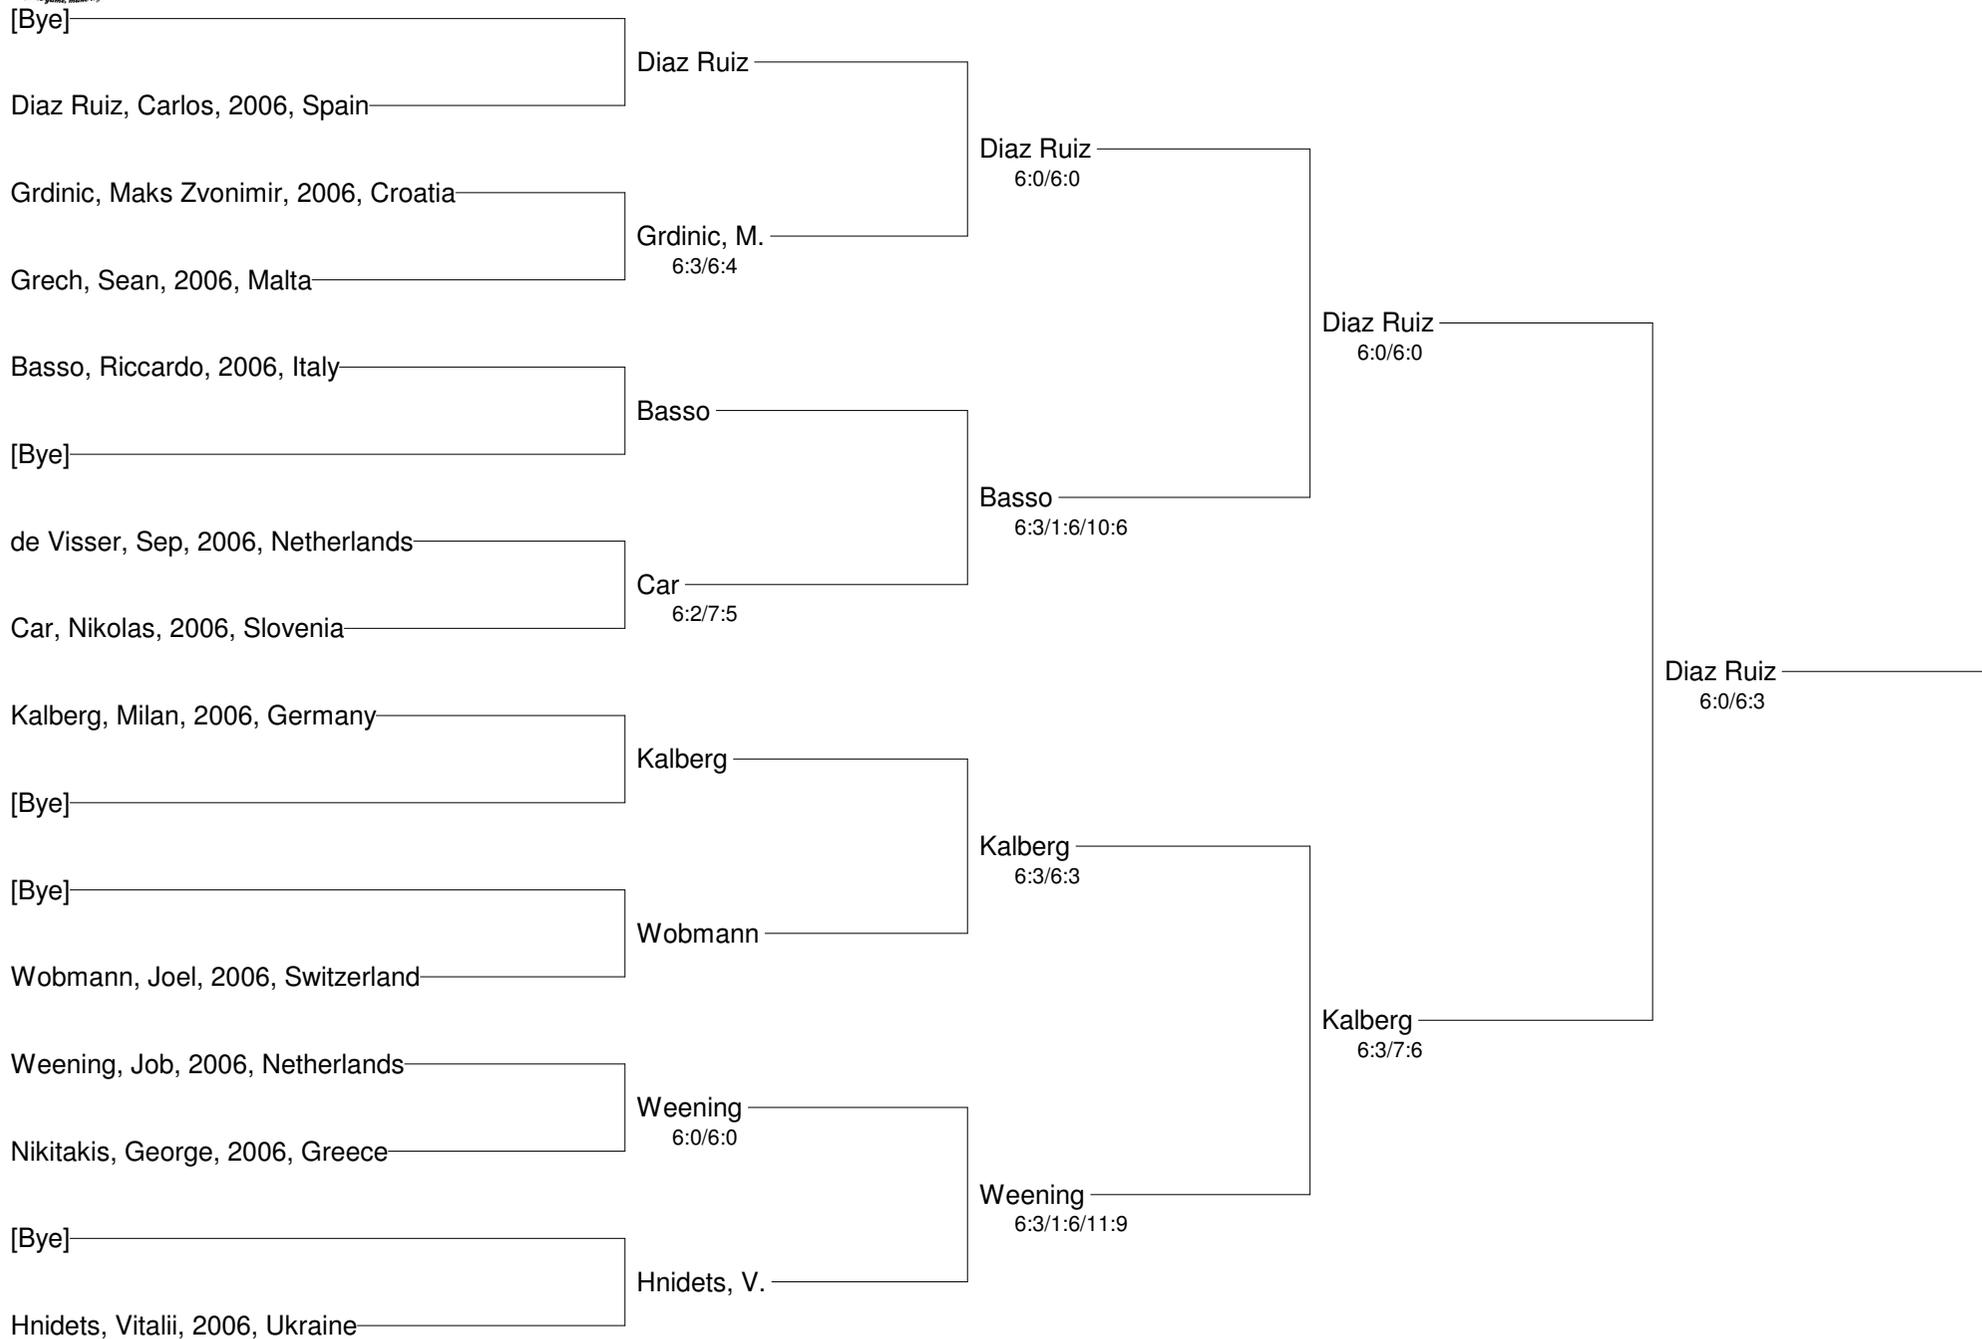 [Bye]
Diaz Ruiz, Carlos, 2006, Spain
Grdinic, Maks Zvonimir, 2006, Croatia
Grech, Sean, 2006, Malta
Basso, Riccardo, 2006, Italy
[Bye]
de Visser, Sep, 2006, Netherlands
Car, Nikolas, 2006, Slovenia
Kalberg, Milan, 2006, Germany
[Bye]
[Bye]
Wobmann, Joel, 2006, Switzerland
Weening, Job, 2006, Netherlands
Nikitakis, George, 2006, Greece
[Bye]
Hnidets, Vitalii, 2006, Ukraine
Diaz Ruiz
Grdinic, M.
6:3/6:4
Basso
Car
6:2/7:5
Kalberg
Wobmann
Weening
6:0/6:0
Hnidets, V.
Diaz Ruiz
6:0/6:0
Basso
6:3/1:6/10:6
Kalberg
6:3/6:3
Weening
6:3/1:6/11:9
Diaz Ruiz
6:0/6:0
Kalberg
6:3/7:6
Diaz Ruiz
6:0/6:3